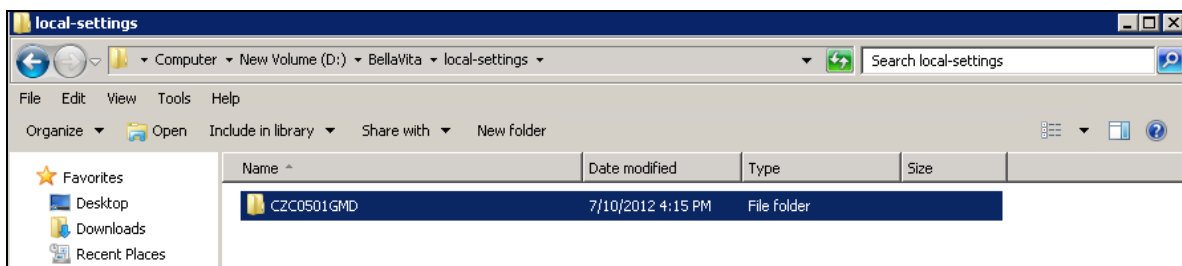 local-settings
Computer New Volume (D:) BellaVita local-settings Search local-settings
File Edit View Tools Help
Organize Open Include in library Share with New folder
Name Date modified Type Size
Favorites
CZC0501GMD 7/10/2012 4:15 PM File folder
Desktop
Downloads
Recent Places